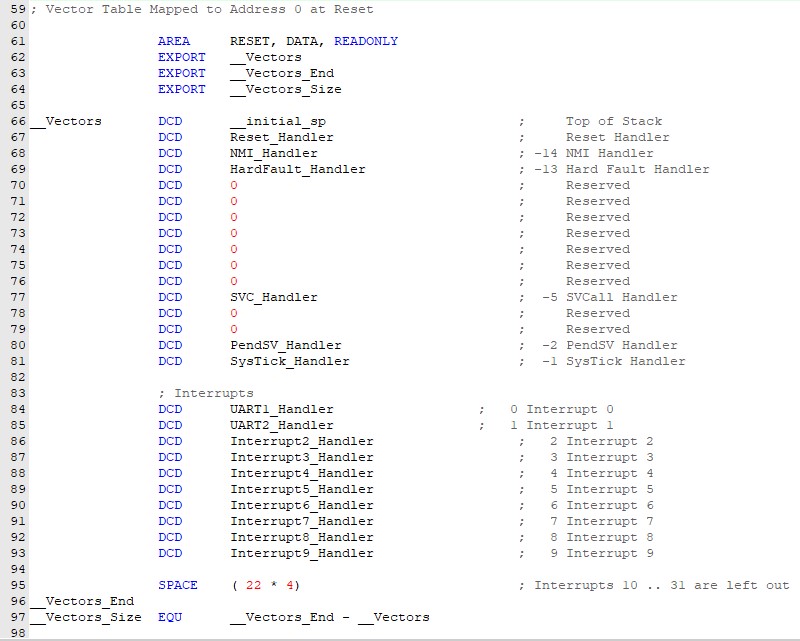 59 ; Vector Table Mapped to Address 0 at Reset
60
61                 AREA     RESET, DATA, READONLY
62                 EXPORT   __Vectors
63                 EXPORT   __Vectors_End
64                 EXPORT   __Vectors_Size
65
66 __Vectors       DCD      __initial_sp                        ;     Top of Stack
67                 DCD      Reset_Handler                       ;     Reset Handler
68                 DCD      NMI_Handler                         ; -14 NMI Handler
69                 DCD      HardFault_Handler                   ; -13 Hard Fault Handler
70                 DCD      0                                   ;     Reserved
71                 DCD      0                                   ;     Reserved
72                 DCD      0                                   ;     Reserved
73                 DCD      0                                   ;     Reserved
74                 DCD      0                                   ;     Reserved
75                 DCD      0                                   ;     Reserved
76                 DCD      0                                   ;     Reserved
77                 DCD      SVC_Handler                         ;  -5 SVCall Handler
78                 DCD      0                                   ;     Reserved
79                 DCD      0                                   ;     Reserved
80                 DCD      PendSV_Handler                      ;  -2 PendSV Handler
81                 DCD      SysTick_Handler                     ;  -1 SysTick Handler
82
83                 ; Interrupts
84                 DCD      UART1_Handler                  ;   0 Interrupt 0
85                 DCD      UART2_Handler                  ;   1 Interrupt 1
86                 DCD      Interrupt2_Handler                  ;   2 Interrupt 2
87                 DCD      Interrupt3_Handler                  ;   3 Interrupt 3
88                 DCD      Interrupt4_Handler                  ;   4 Interrupt 4
89                 DCD      Interrupt5_Handler                  ;   5 Interrupt 5
90                 DCD      Interrupt6_Handler                  ;   6 Interrupt 6
91                 DCD      Interrupt7_Handler                  ;   7 Interrupt 7
92                 DCD      Interrupt8_Handler                  ;   8 Interrupt 8
93                 DCD      Interrupt9_Handler                  ;   9 Interrupt 9
94
95                 SPACE    ( 22 * 4)                           ; Interrupts 10 .. 31 are left out
96 __Vectors_End
97 __Vectors_Size  EQU      __Vectors_End - __Vectors
98